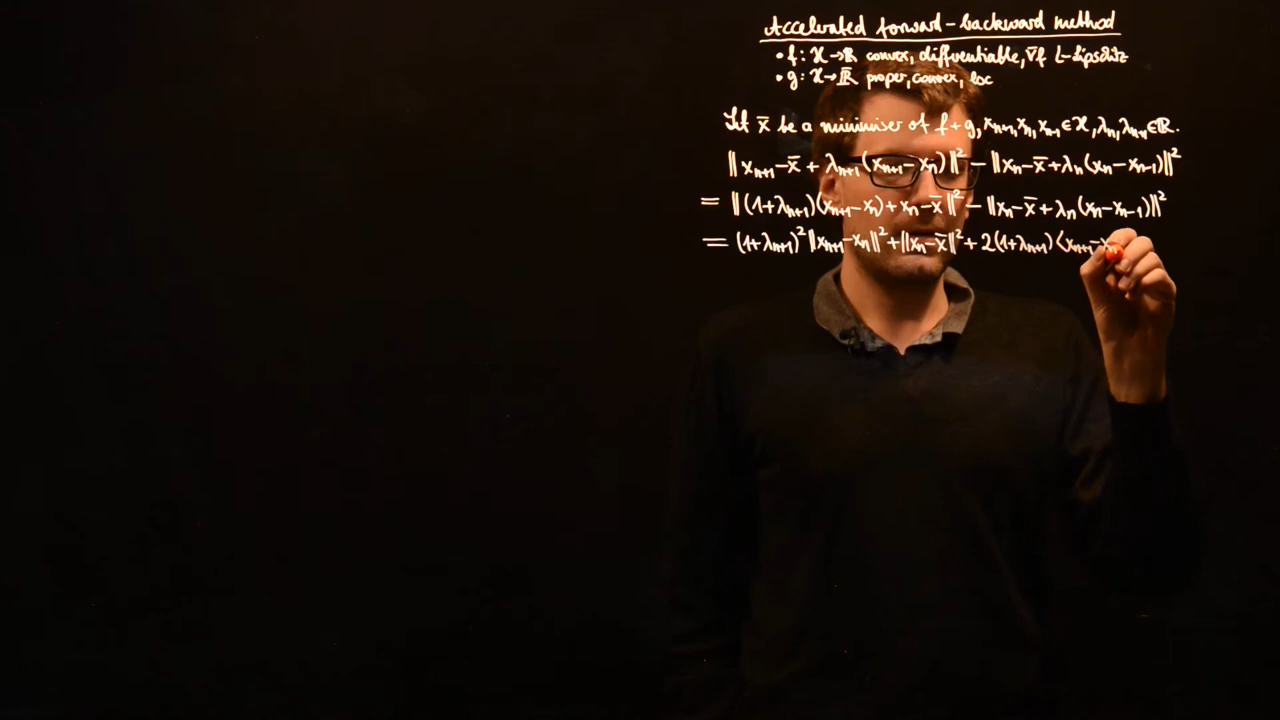 Accelerated forward-backward method
• f: X → ℝ convex, differentiable, ∇f L-Lipschitz
• g: X → ℝ̄ proper, convex, lsc
Let x̄ be a minimiser of f+g, xₙ₊₁, xₙ, xₙ₋₁ ∈ X, λₙ, λₙ₊₁ ∈ ℝ.
‖xₙ₊₁ − x̄ + λₙ₊₁(xₙ₊₁ − xₙ)‖² − ‖xₙ − x̄ + λₙ(xₙ − xₙ₋₁)‖²
= ‖(1+λₙ₊₁)(xₙ₊₁ − xₙ) + xₙ − x̄‖² − ‖xₙ − x̄ + λₙ(xₙ − xₙ₋₁)‖²
= (1+λₙ₊₁)²‖xₙ₊₁ − xₙ‖² + ‖xₙ − x̄‖² + 2(1+λₙ₊₁)⟨xₙ₊₁ − xₙ